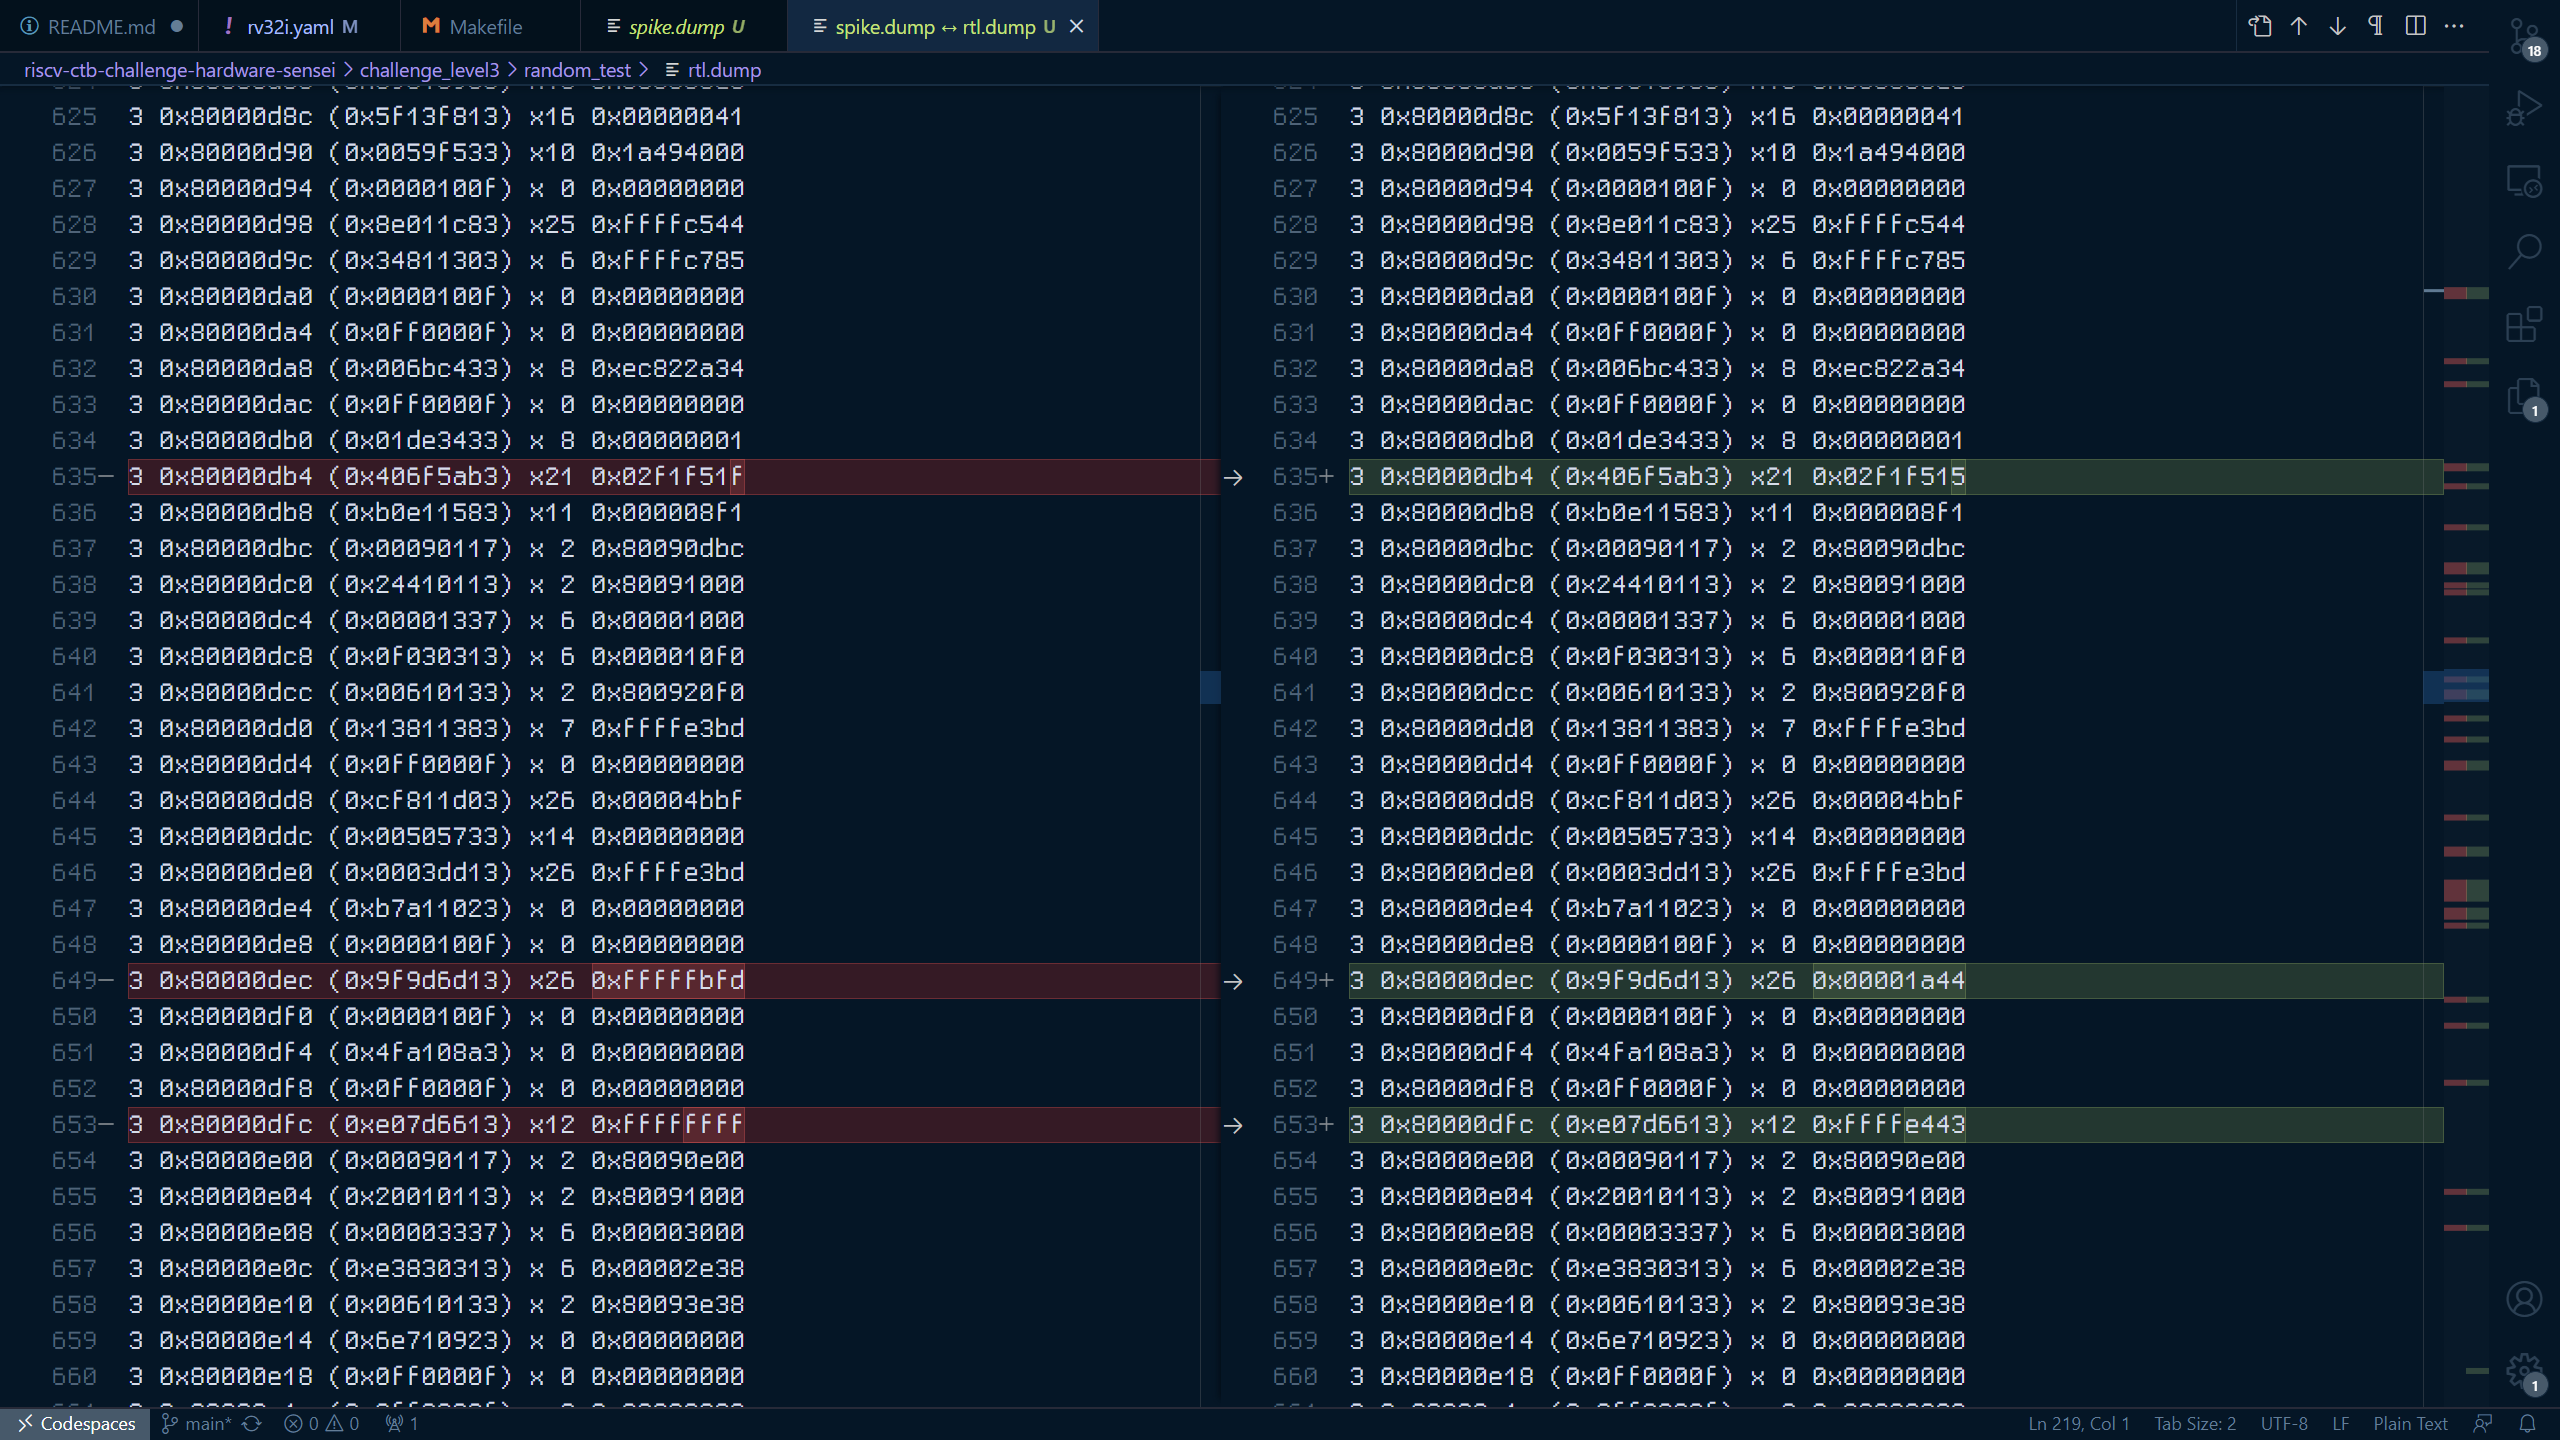 README.md
rv32i.yaml M
Makefile
spike.dump U
spike.dump ↔ rtl.dump U
riscv-ctb-challenge-hardware-sensei > challenge_level3 > random_test > rtl.dump
625 3 0x80000d8c (0x5f13f813) x16 0x00000041
626 3 0x80000d90 (0x0059f533) x10 0x1a494000
627 3 0x80000d94 (0x0000100f) x 0 0x00000000
628 3 0x80000d98 (0x8e011c83) x25 0xffffc544
629 3 0x80000d9c (0x34811303) x 6 0xffffc785
630 3 0x80000da0 (0x0000100f) x 0 0x00000000
631 3 0x80000da4 (0x0ff0000f) x 0 0x00000000
632 3 0x80000da8 (0x006bc433) x 8 0xec822a34
633 3 0x80000dac (0x0ff0000f) x 0 0x00000000
634 3 0x80000db0 (0x01de3433) x 8 0x00000001
635− 3 0x80000db4 (0x406f5ab3) x21 0x02f1f51f
636 3 0x80000db8 (0xb0e11583) x11 0x000008f1
637 3 0x80000dbc (0x00090117) x 2 0x80090dbc
638 3 0x80000dc0 (0x24410113) x 2 0x80091000
639 3 0x80000dc4 (0x00001337) x 6 0x00001000
640 3 0x80000dc8 (0x0f030313) x 6 0x000010f0
641 3 0x80000dcc (0x00610133) x 2 0x800920f0
642 3 0x80000dd0 (0x13811383) x 7 0xffffe3bd
643 3 0x80000dd4 (0x0ff0000f) x 0 0x00000000
644 3 0x80000dd8 (0xcf811d03) x26 0x00004bbf
645 3 0x80000ddc (0x00505733) x14 0x00000000
646 3 0x80000de0 (0x0003dd13) x26 0xffffe3bd
647 3 0x80000de4 (0xb7a11023) x 0 0x00000000
648 3 0x80000de8 (0x0000100f) x 0 0x00000000
649− 3 0x80000dec (0x9f9d6d13) x26 0xfffffbfd
650 3 0x80000df0 (0x0000100f) x 0 0x00000000
651 3 0x80000df4 (0x4fa108a3) x 0 0x00000000
652 3 0x80000df8 (0x0ff0000f) x 0 0x00000000
653− 3 0x80000dfc (0xe07d6613) x12 0xffffffff
654 3 0x80000e00 (0x00090117) x 2 0x80090e00
655 3 0x80000e04 (0x20010113) x 2 0x80091000
656 3 0x80000e08 (0x00003337) x 6 0x00003000
657 3 0x80000e0c (0xe3830313) x 6 0x00002e38
658 3 0x80000e10 (0x00610133) x 2 0x80093e38
659 3 0x80000e14 (0x6e710923) x 0 0x00000000
660 3 0x80000e18 (0x0ff0000f) x 0 0x00000000
625 3 0x80000d8c (0x5f13f813) x16 0x00000041
626 3 0x80000d90 (0x0059f533) x10 0x1a494000
627 3 0x80000d94 (0x0000100f) x 0 0x00000000
628 3 0x80000d98 (0x8e011c83) x25 0xffffc544
629 3 0x80000d9c (0x34811303) x 6 0xffffc785
630 3 0x80000da0 (0x0000100f) x 0 0x00000000
631 3 0x80000da4 (0x0ff0000f) x 0 0x00000000
632 3 0x80000da8 (0x006bc433) x 8 0xec822a34
633 3 0x80000dac (0x0ff0000f) x 0 0x00000000
634 3 0x80000db0 (0x01de3433) x 8 0x00000001
635+ 3 0x80000db4 (0x406f5ab3) x21 0x02f1f515
636 3 0x80000db8 (0xb0e11583) x11 0x000008f1
637 3 0x80000dbc (0x00090117) x 2 0x80090dbc
638 3 0x80000dc0 (0x24410113) x 2 0x80091000
639 3 0x80000dc4 (0x00001337) x 6 0x00001000
640 3 0x80000dc8 (0x0f030313) x 6 0x000010f0
641 3 0x80000dcc (0x00610133) x 2 0x800920f0
642 3 0x80000dd0 (0x13811383) x 7 0xffffe3bd
643 3 0x80000dd4 (0x0ff0000f) x 0 0x00000000
644 3 0x80000dd8 (0xcf811d03) x26 0x00004bbf
645 3 0x80000ddc (0x00505733) x14 0x00000000
646 3 0x80000de0 (0x0003dd13) x26 0xffffe3bd
647 3 0x80000de4 (0xb7a11023) x 0 0x00000000
648 3 0x80000de8 (0x0000100f) x 0 0x00000000
649+ 3 0x80000dec (0x9f9d6d13) x26 0x00001a44
650 3 0x80000df0 (0x0000100f) x 0 0x00000000
651 3 0x80000df4 (0x4fa108a3) x 0 0x00000000
652 3 0x80000df8 (0x0ff0000f) x 0 0x00000000
653+ 3 0x80000dfc (0xe07d6613) x12 0xffffe443
654 3 0x80000e00 (0x00090117) x 2 0x80090e00
655 3 0x80000e04 (0x20010113) x 2 0x80091000
656 3 0x80000e08 (0x00003337) x 6 0x00003000
657 3 0x80000e0c (0xe3830313) x 6 0x00002e38
658 3 0x80000e10 (0x00610133) x 2 0x80093e38
659 3 0x80000e14 (0x6e710923) x 0 0x00000000
660 3 0x80000e18 (0x0ff0000f) x 0 0x00000000
18
1
1
Codespaces main* 0 0 1
Ln 219, Col 1 Tab Size: 2 UTF-8 LF Plain Text